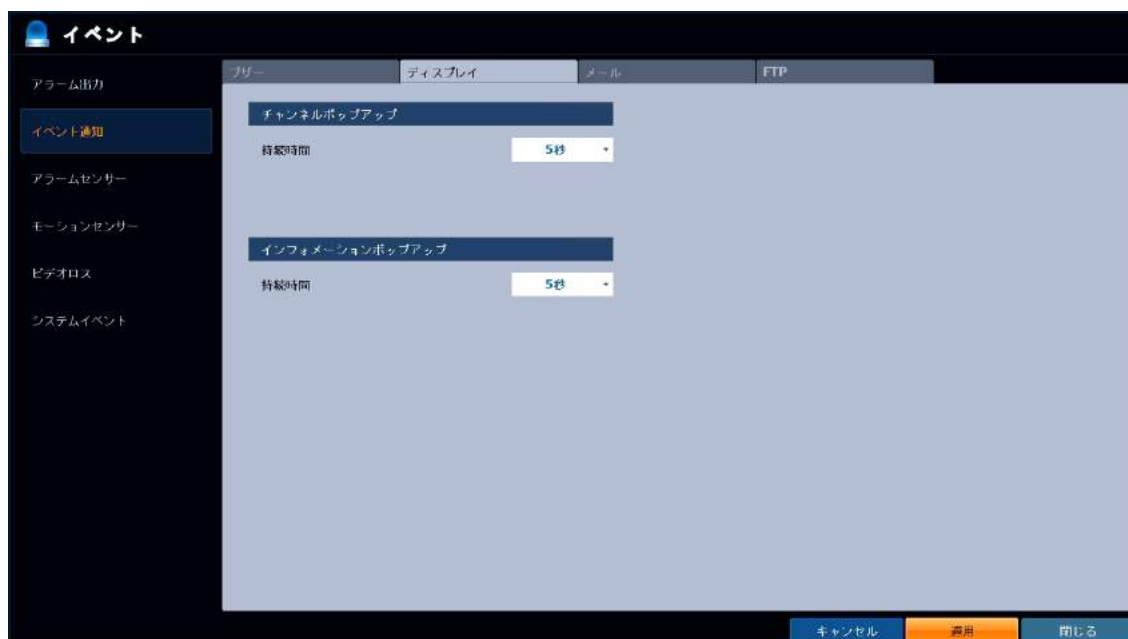 イベント
アラーム出力
イベント通知
アラームセンサー
モーションセンサー
ビデオロス
システムイベント
ブザー ディスプレイ メール FTP
チャンネルポップアップ
持続時間 5秒
インフォメーションポップアップ
持続時間 5秒
キャンセル 適用 閉じる